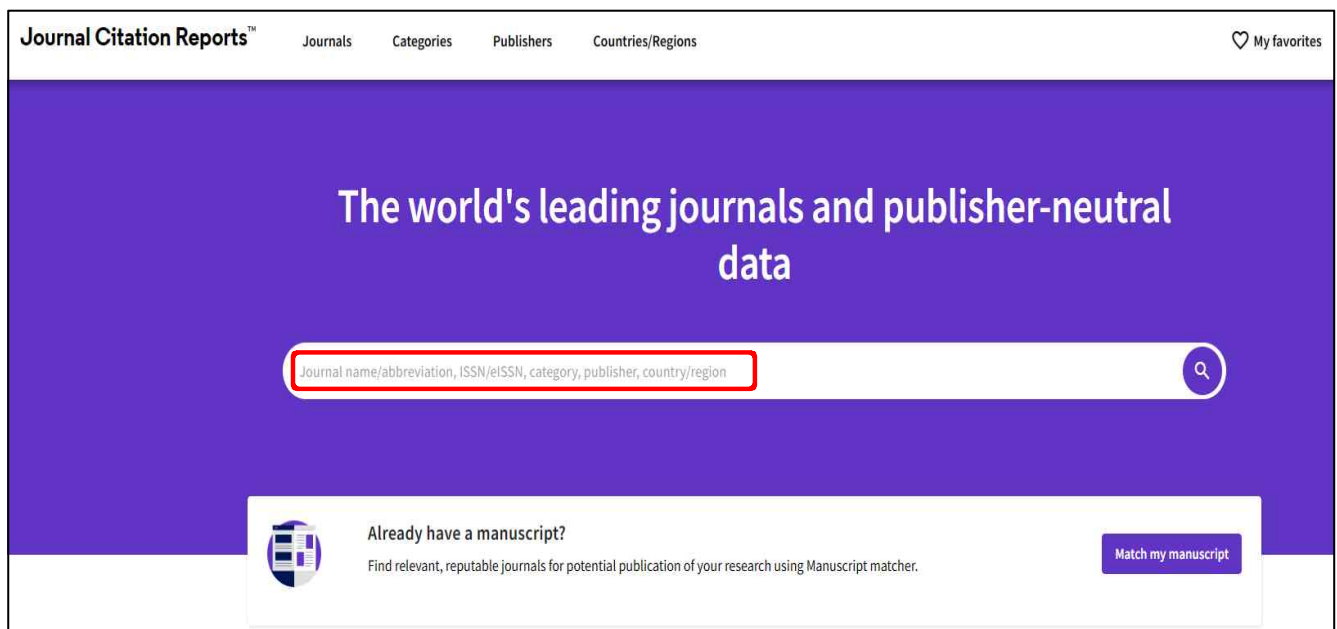 Journal Citation Reports™ Journals Categories Publishers Countries/Regions My favorites
The world's leading journals and publisher-neutral
data
Journal name/abbreviation, ISSN/eISSN, category, publisher, country/region
Already have a manuscript?
Find relevant, reputable journals for potential publication of your research using Manuscript matcher.
Match my manuscript